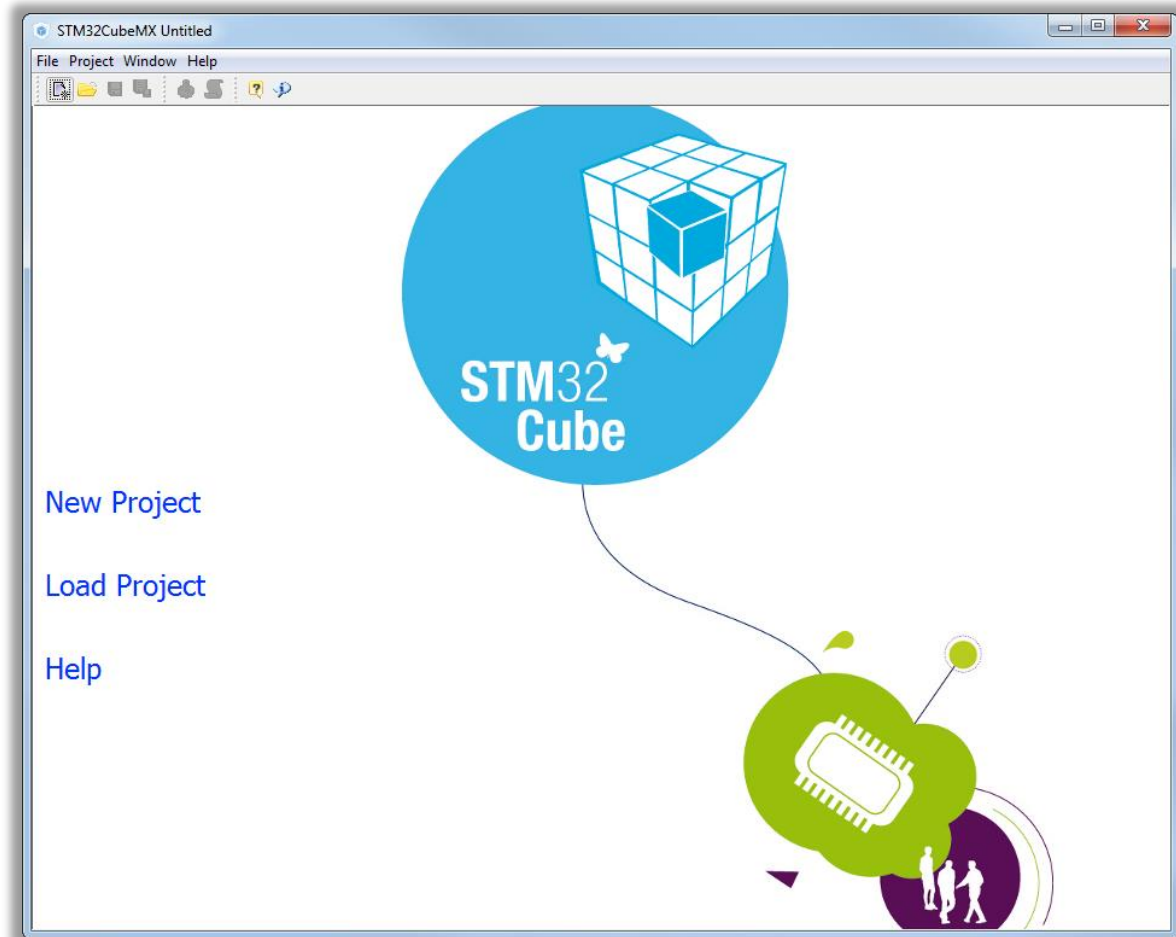 STM32CubeMX Untitled
File Project Window Help
STM32
Cube
New Project
Load Project
Help